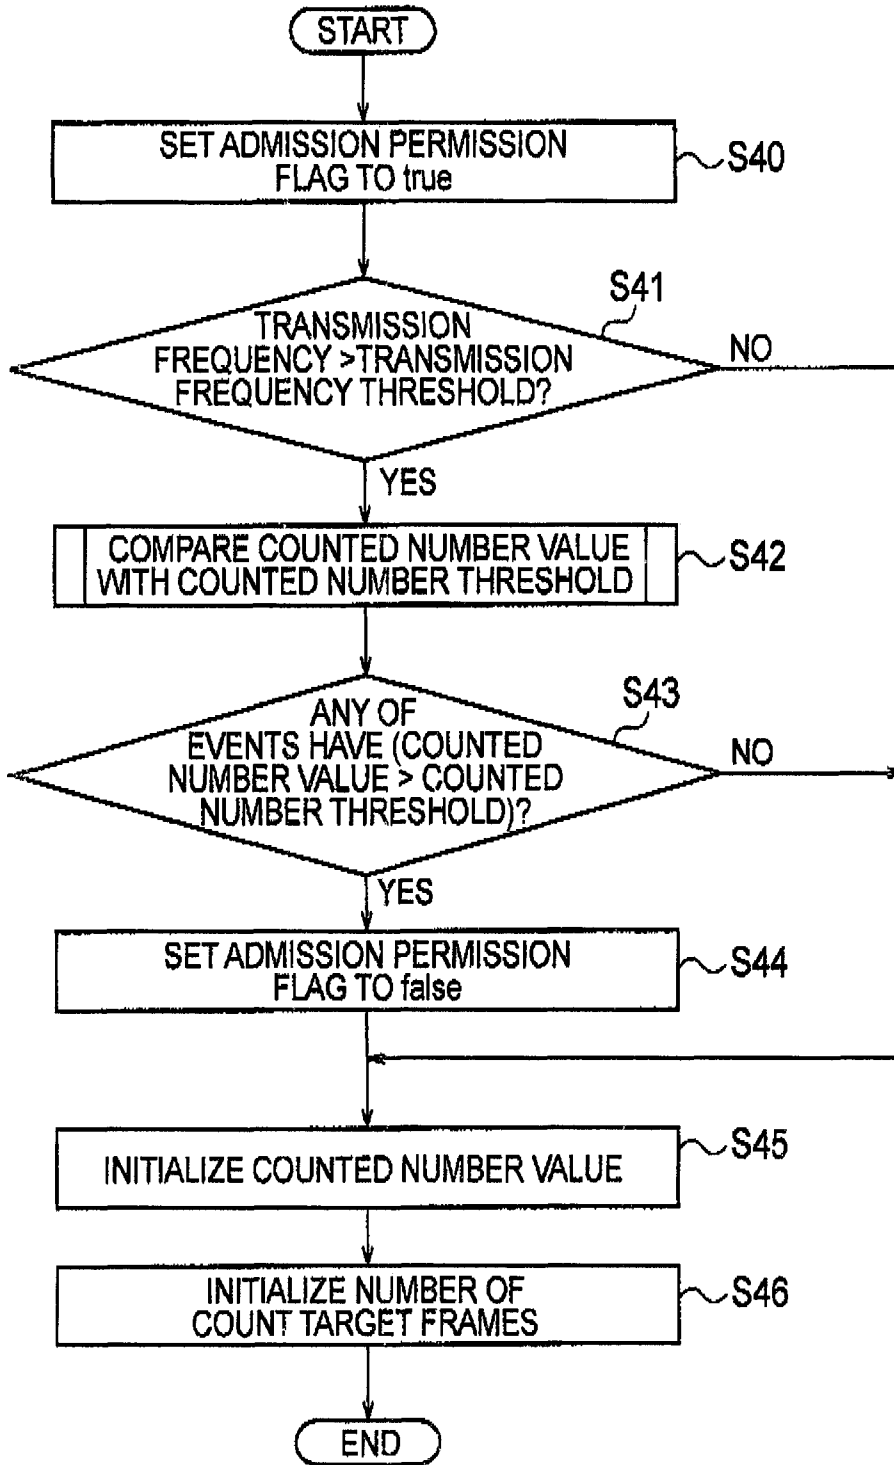 START
SET ADMISSION PERMISSION
FLAG TO true
S40
S41
TRANSMISSION
FREQUENCY >TRANSMISSION
FREQUENCY THRESHOLD?
NO
YES
COMPARE COUNTED NUMBER VALUE
WITH COUNTED NUMBER THRESHOLD
S42
S43
ANY OF
EVENTS HAVE (COUNTED
NUMBER VALUE > COUNTED
NUMBER THRESHOLD)?
NO
YES
SET ADMISSION PERMISSION
FLAG TO false
S44
INITIALIZE COUNTED NUMBER VALUE
S45
INITIALIZE NUMBER OF
COUNT TARGET FRAMES
S46
END